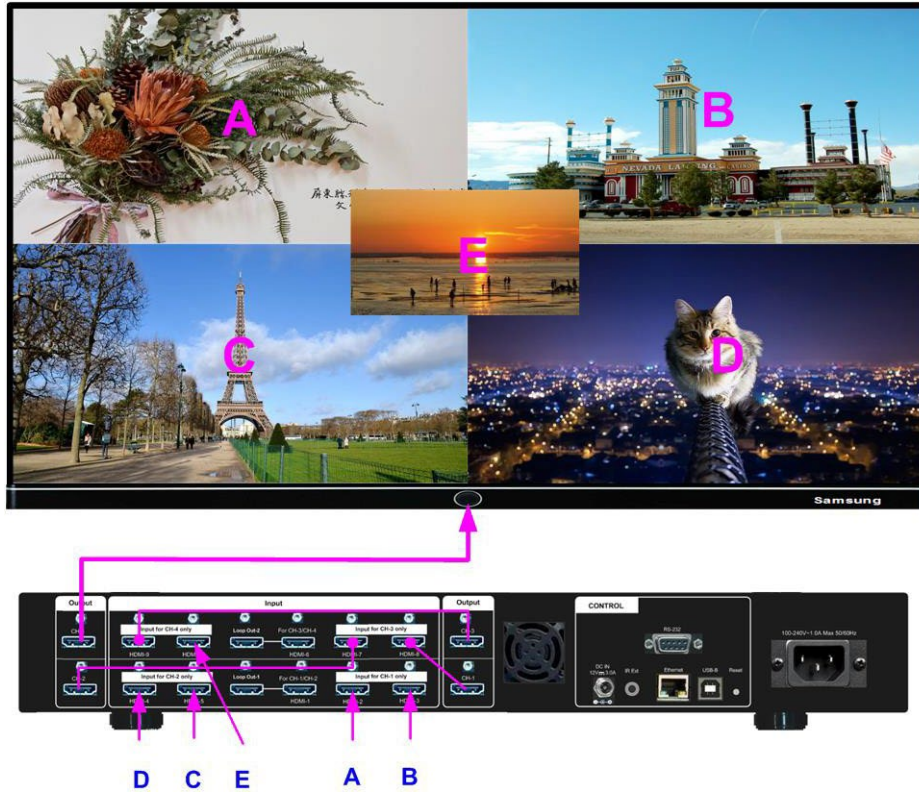 A
B
NEVADA LANDING
屏東
E
C
D
Samsung
Output
Input
Output
CONTROL
Input for CH-4 only
Loop Out-2
For CH-3/CH-4
Input for CH-3 only
RS-232
100-240V~1.0A Max 50/60Hz
HDMI-9
HDMI-6
HDMI-7
CH-2
Input for CH-2 only
Loop Out-1
For CH-1/CH-2
Input for CH-1 only
CH-1
DC IN
IR Ext
Ethernet
USB-B
Reset
HDMI-1
D
C
E
A
B